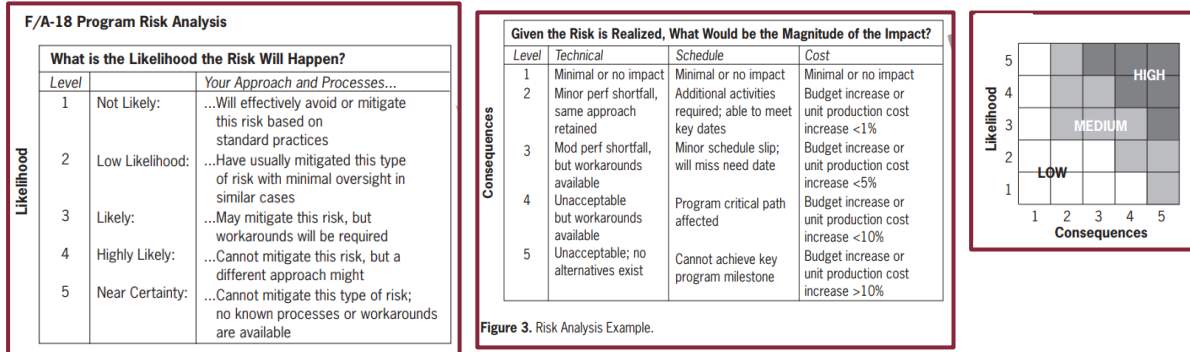 F/A-18 Program Risk Analysis
What is the Likelihood the Risk Will Happen?
Level Your Approach and Processes...
Likelihood
1 Not Likely: ...Will effectively avoid or mitigate
this risk based on
standard practices
2 Low Likelihood: ...Have usually mitigated this type
of risk with minimal oversight in
similar cases
3 Likely: ...May mitigate this risk, but
workarounds will be required
4 Highly Likely: ...Cannot mitigate this risk, but a
different approach might
5 Near Certainty: ...Cannot mitigate this type of risk;
no known processes or workarounds
are available
Given the Risk is Realized, What Would be the Magnitude of the Impact?
Level Technical Schedule Cost
Consequences
1 Minimal or no impact Minimal or no impact Minimal or no impact
2 Minor perf shortfall, Additional activities Budget increase or
same approach required; able to meet unit production cost
retained key dates increase <1%
3 Mod perf shortfall, Minor schedule slip; Budget increase or
but workarounds will miss need date unit production cost
available increase <5%
4 Unacceptable Program critical path Budget increase or
but workarounds affected unit production cost
available increase <10%
5 Unacceptable; no Cannot achieve key Budget increase or
alternatives exist program milestone unit production cost
increase >10%
Figure 3. Risk Analysis Example.
Likelihood
5
HIGH
4
3 MEDIUM
2
LOW
1
1 2 3 4 5
Consequences